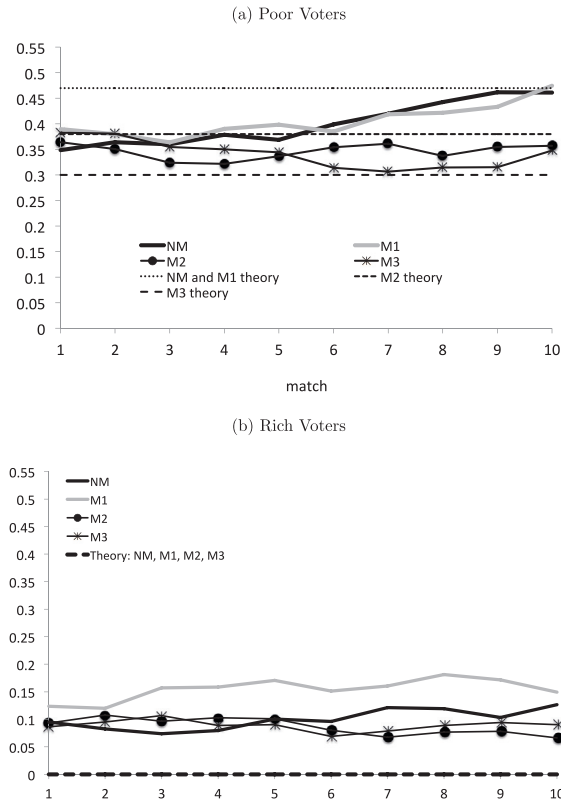 (a) Poor Voters
0.55
0.5
0.45
0.4
0.35
0.3
0.25
0.2
0.15
0.1
0.05
0
NM M1
M2 M3
NM and M1 theory M2 theory
M3 theory
1 2 3 4 5 6 7 8 9 10
match
(b) Rich Voters
0.55
0.5
0.45
0.4
0.35
0.3
0.25
0.2
0.15
0.1
0.05
0
NM
M1
M2
M3
Theory: NM, M1, M2, M3
1 2 3 4 5 6 7 8 9 10